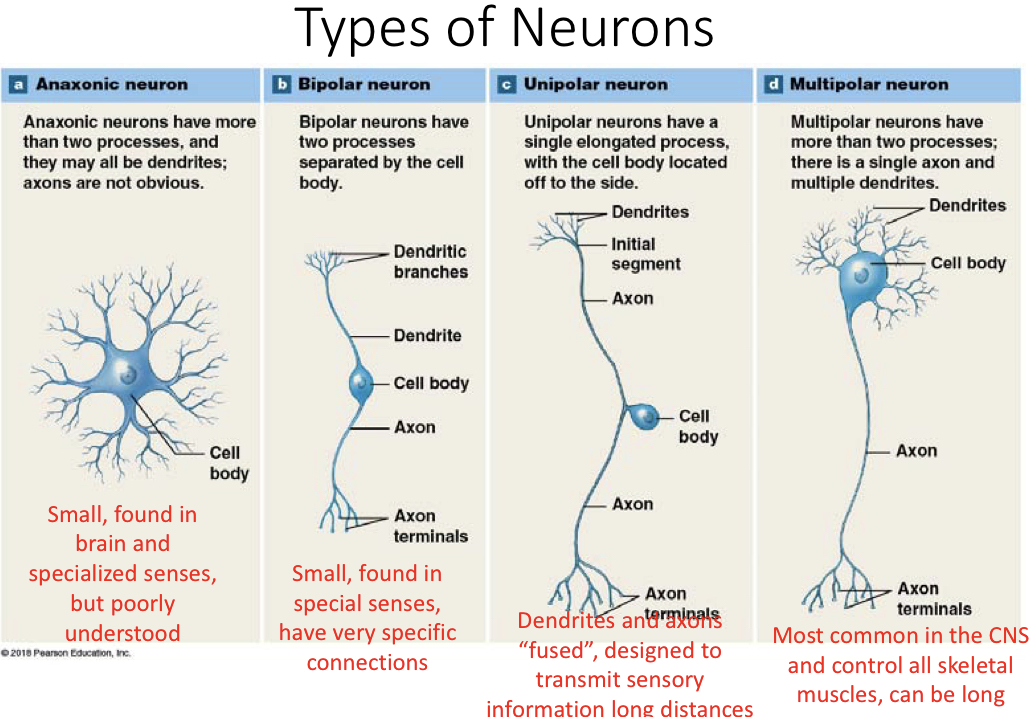 Types of Neurons
a Anaxonic neuron
Anaxonic neurons have more
than two processes, and
they may all be dendrites;
axons are not obvious.
Cell
body
Small, found in
brain and
specialized senses,
but poorly
understood
b Bipolar neuron
Bipolar neurons have
two processes
separated by the cell
body.
Dendritic
branches
Dendrite
Cell body
Axon
Axon
terminals
Small, found in
special senses,
have very specific
connections
c Unipolar neuron
Unipolar neurons have a
single elongated process,
with the cell body located
off to the side.
Dendrites
Initial
segment
Axon
Cell
body
Axon
Axon
terminals
Dendrites and axons
“fused”, designed to
transmit sensory
information long distances
d Multipolar neuron
Multipolar neurons have
more than two processes;
there is a single axon and
multiple dendrites.
Dendrites
Cell body
Axon
Axon
terminals
Most common in the CNS
and control all skeletal
muscles, can be long
© 2018 Pearson Education, Inc.